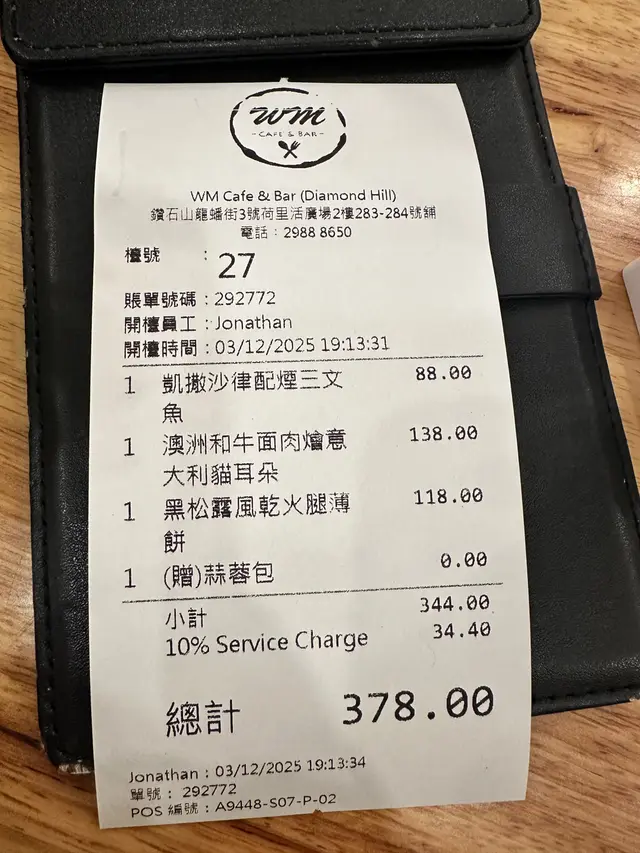 wm
- CAFE & BAR -
WM Cafe & Bar (Diamond Hill)
鑽石山龍蟠街3號荷里活廣場2樓283-284號舖
電話：2988 8650
檯號 : 27
賬單號碼 : 292772
開檯員工 : Jonathan
開檯時間 : 03/12/2025 19:13:31
1 凱撒沙律配煙三文 88.00
魚
1 澳洲和牛面肉燴意 138.00
大利貓耳朵
1 黑松露風乾火腿薄 118.00
餅
1 (贈)蒜蓉包 0.00
小計 344.00
10% Service Charge 34.40
總計 378.00
Jonathan : 03/12/2025 19:13:34
單號 : 292772
POS 編號 : A9448-S07-P-02